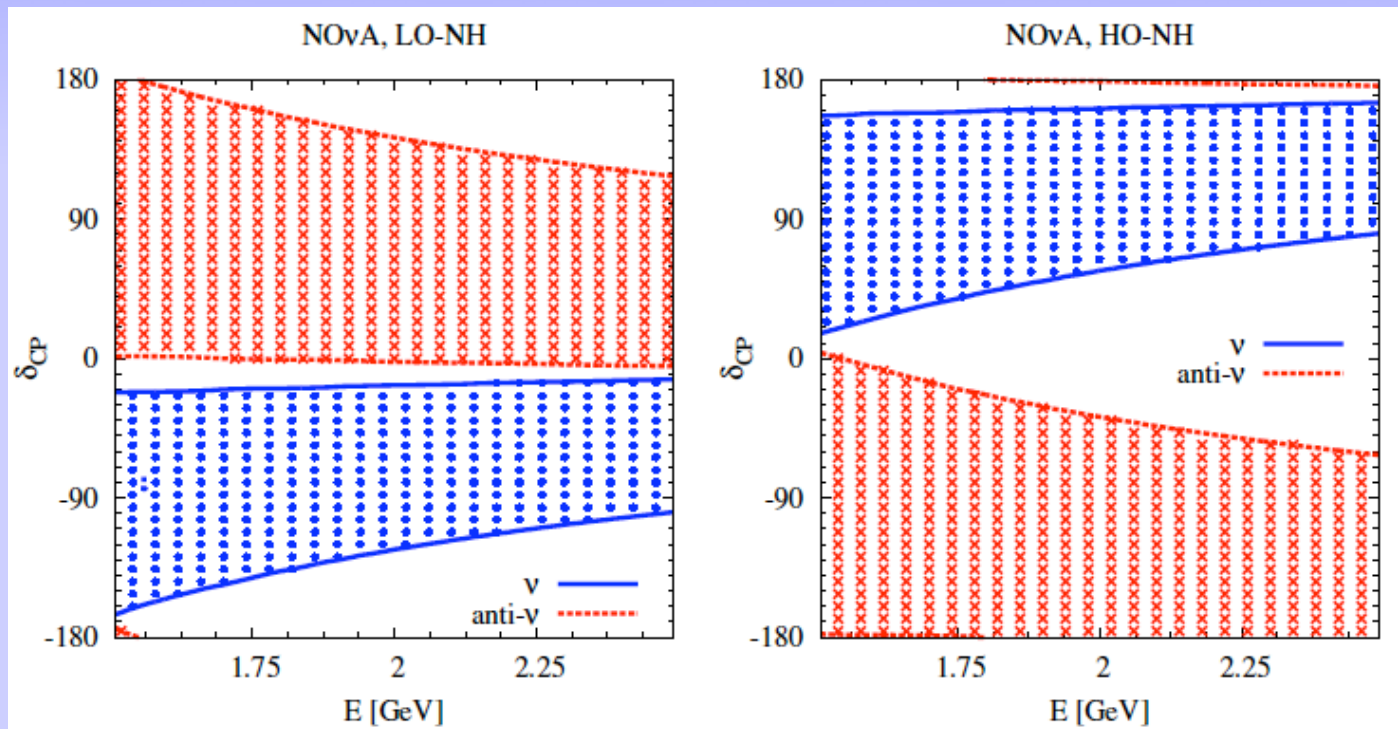 NOνA, LO-NH
180
90
0
-90
-180
δCP
1.75
2
2.25
E [GeV]
ν
anti-ν
NOνA, HO-NH
180
90
0
-90
-180
δCP
1.75
2
2.25
E [GeV]
ν
anti-ν